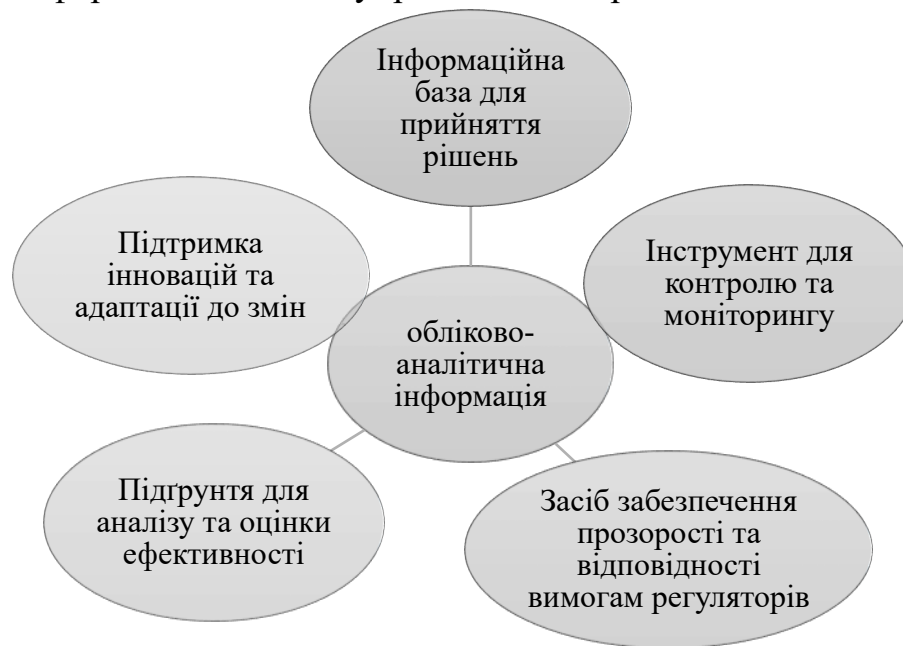 Інформаційна
база для
прийняття
рішень
Підтримка
інновацій та
адаптації до змін
Інструмент для
контролю та
моніторингу
обліково-
аналітична
інформація
Підґрунтя для
аналізу та оцінки
ефективності
Засіб забезпечення
прозорості та
відповідності
вимогам регуляторів